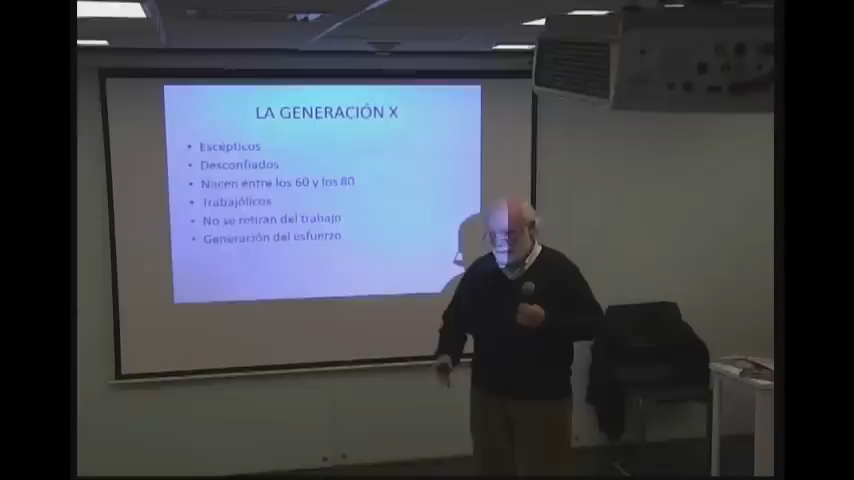 LA GENERACIÓN X
• Escépticos
• Desconfiados
• Nacen entre los 60 y los 80
• Trabajólicos
• No se retiran del trabajo
• Generación del esfuerzo